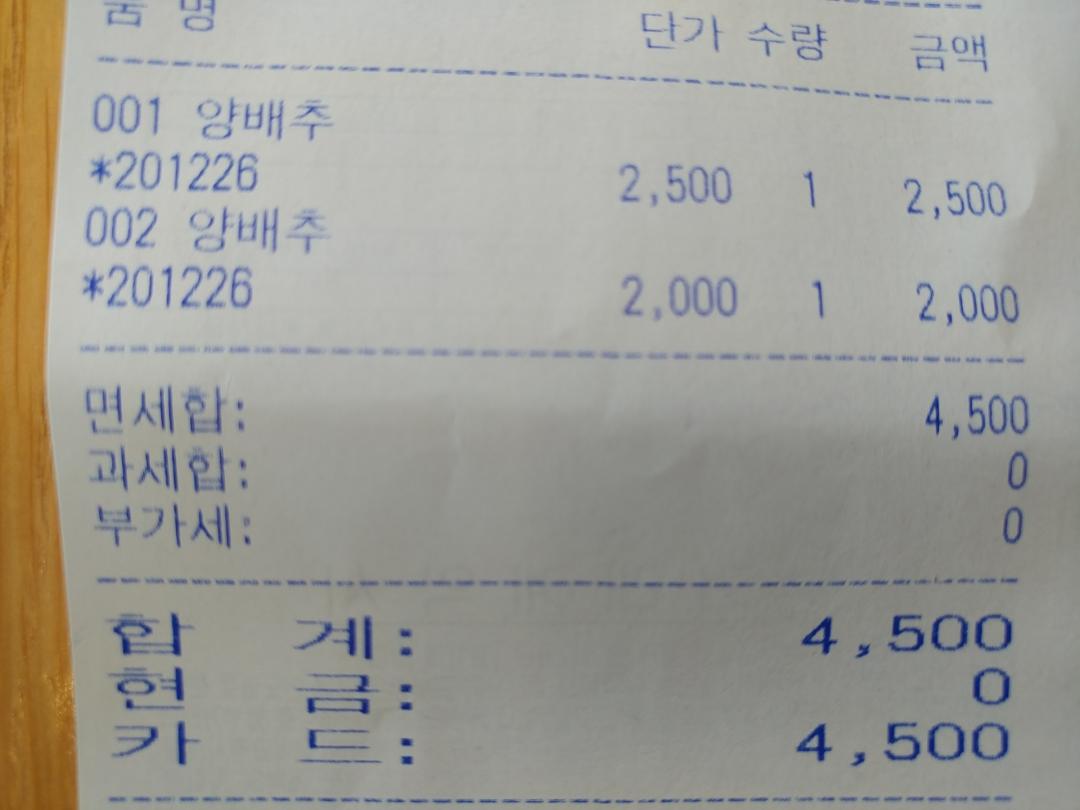 품 명 단가 수량 금액
001 양배추
*201226 2,500 1 2,500
002 양배추
*201226 2,000 1 2,000
면세합: 4,500
과세합: 0
부가세: 0
합 계: 4,500
현 금: 0
카 드: 4,500